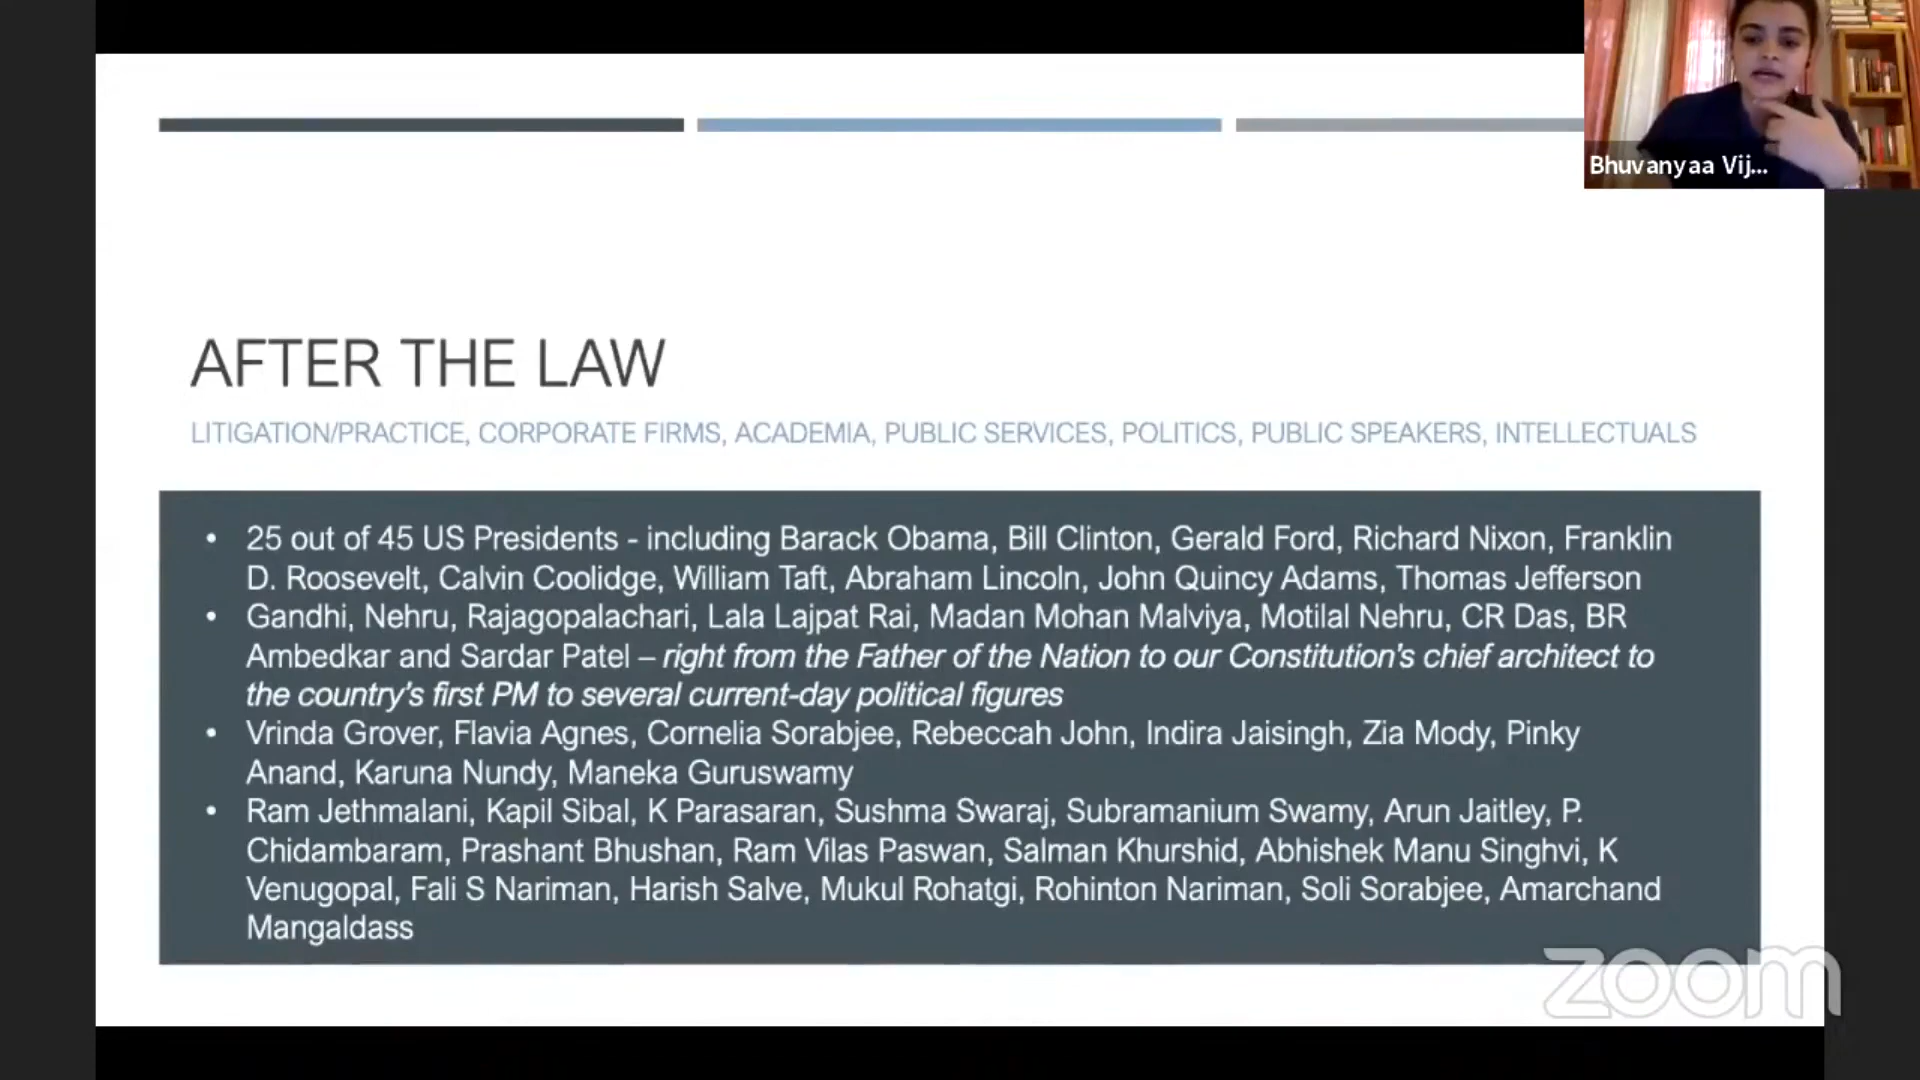 Bhuvanyaa Vij...
AFTER THE LAW
LITIGATION/PRACTICE, CORPORATE FIRMS, ACADEMIA, PUBLIC SERVICES, POLITICS, PUBLIC SPEAKERS, INTELLECTUALS
• 25 out of 45 US Presidents - including Barack Obama, Bill Clinton, Gerald Ford, Richard Nixon, Franklin
D. Roosevelt, Calvin Coolidge, William Taft, Abraham Lincoln, John Quincy Adams, Thomas Jefferson
• Gandhi, Nehru, Rajagopalachari, Lala Lajpat Rai, Madan Mohan Malviya, Motilal Nehru, CR Das, BR
Ambedkar and Sardar Patel – right from the Father of the Nation to our Constitution's chief architect to
the country's first PM to several current-day political figures
• Vrinda Grover, Flavia Agnes, Cornelia Sorabjee, Rebeccah John, Indira Jaisingh, Zia Mody, Pinky
Anand, Karuna Nundy, Maneka Guruswamy
• Ram Jethmalani, Kapil Sibal, K Parasaran, Sushma Swaraj, Subramanium Swamy, Arun Jaitley, P.
Chidambaram, Prashant Bhushan, Ram Vilas Paswan, Salman Khurshid, Abhishek Manu Singhvi, K
Venugopal, Fali S Nariman, Harish Salve, Mukul Rohatgi, Rohinton Nariman, Soli Sorabjee, Amarchand
Mangaldass
zoom